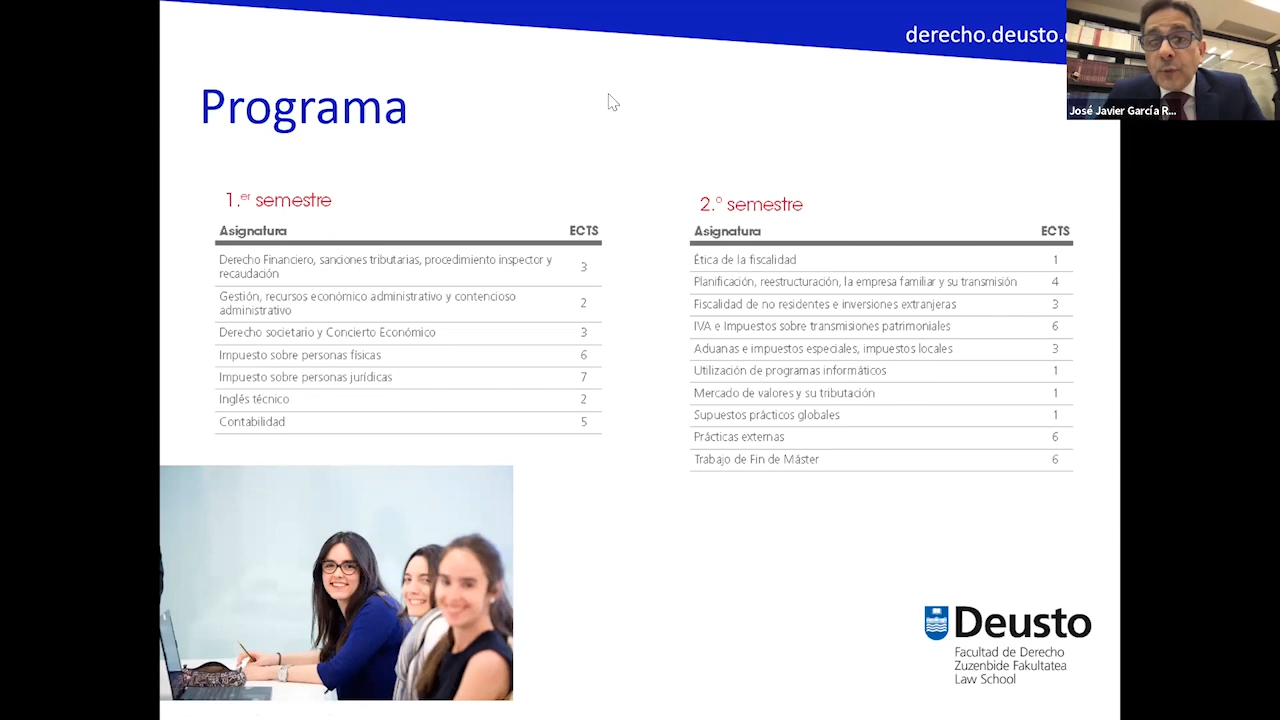 derecho.deusto.
José Javier García R...
Programa
1.er semestre
Asignatura ECTS
Derecho Financiero, sanciones tributarias, procedimiento inspector y
recaudación 3
Gestión, recursos económico administrativo y contencioso
administrativo 2
Derecho societario y Concierto Económico 3
Impuesto sobre personas físicas 6
Impuesto sobre personas jurídicas 7
Inglés técnico 2
Contabilidad 5
2.º semestre
Asignatura ECTS
Ética de la fiscalidad 1
Planificación, reestructuración, la empresa familiar y su transmisión 4
Fiscalidad de no residentes e inversiones extranjeras 3
IVA e Impuestos sobre transmisiones patrimoniales 6
Aduanas e impuestos especiales, impuestos locales 3
Utilización de programas informáticos 1
Mercado de valores y su tributación 1
Supuestos prácticos globales 1
Prácticas externas 6
Trabajo de Fin de Máster 6
Deusto
Facultad de Derecho
Zuzenbide Fakultatea
Law School